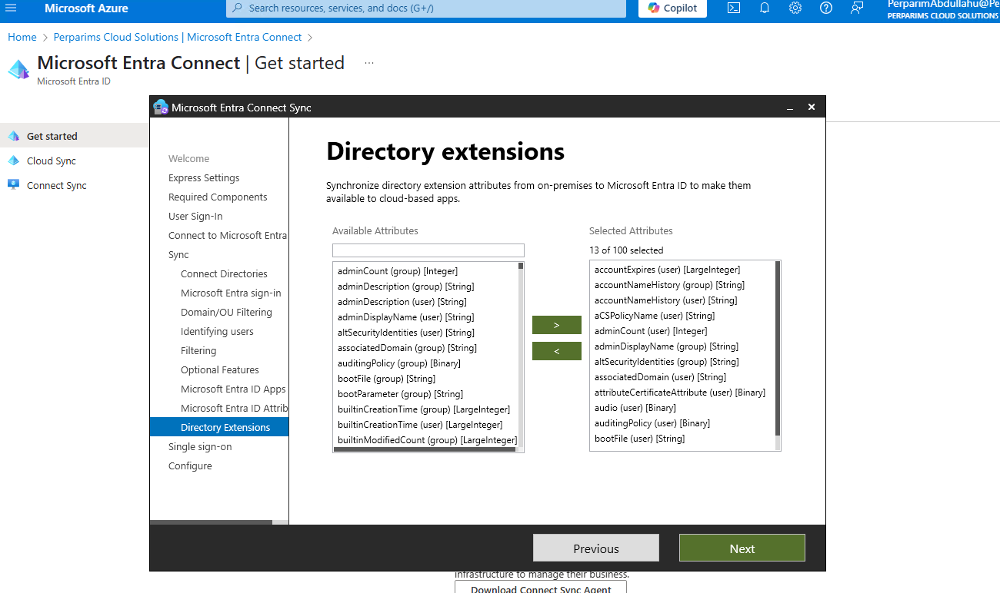 Microsoft Azure
Search resources, services, and docs (G+/)
Copilot
PerparimAbdullahu@Pe
PERPARIMS CLOUD SOLUTIONS
Home > Perparims Cloud Solutions | Microsoft Entra Connect >
Microsoft Entra Connect | Get started ...
Microsoft Entra ID
Get started
Cloud Sync
Connect Sync
Microsoft Entra Connect Sync
Welcome
Express Settings
Required Components
User Sign-In
Connect to Microsoft Entra
Sync
Connect Directories
Microsoft Entra sign-in
Domain/OU Filtering
Identifying users
Filtering
Optional Features
Microsoft Entra ID Apps
Microsoft Entra ID Attrib
Directory Extensions
Single sign-on
Configure
Directory extensions
Synchronize directory extension attributes from on-premises to Microsoft Entra ID to make them
available to cloud-based apps.
Available Attributes
adminCount (group) [Integer]
adminDescription (group) [String]
adminDescription (user) [String]
adminDisplayName (user) [String]
altSecurityIdentities (user) [String]
associatedDomain (group) [String]
auditingPolicy (group) [Binary]
bootFile (group) [String]
bootParameter (group) [String]
builtinCreationTime (group) [LargeInteger]
builtinCreationTime (user) [LargeInteger]
builtinModifiedCount (group) [LargeInteger]
>
<
Selected Attributes
13 of 100 selected
accountExpires (user) [LargeInteger]
accountNameHistory (group) [String]
accountNameHistory (user) [String]
aCSPolicyName (user) [String]
adminCount (user) [Integer]
adminDisplayName (group) [String]
altSecurityIdentities (group) [String]
associatedDomain (user) [String]
attributeCertificateAttribute (user) [Binary]
audio (user) [Binary]
auditingPolicy (user) [Binary]
bootFile (user) [String]
Previous
Next
infrastructure to manage their business.
Download Connect Sync Agent